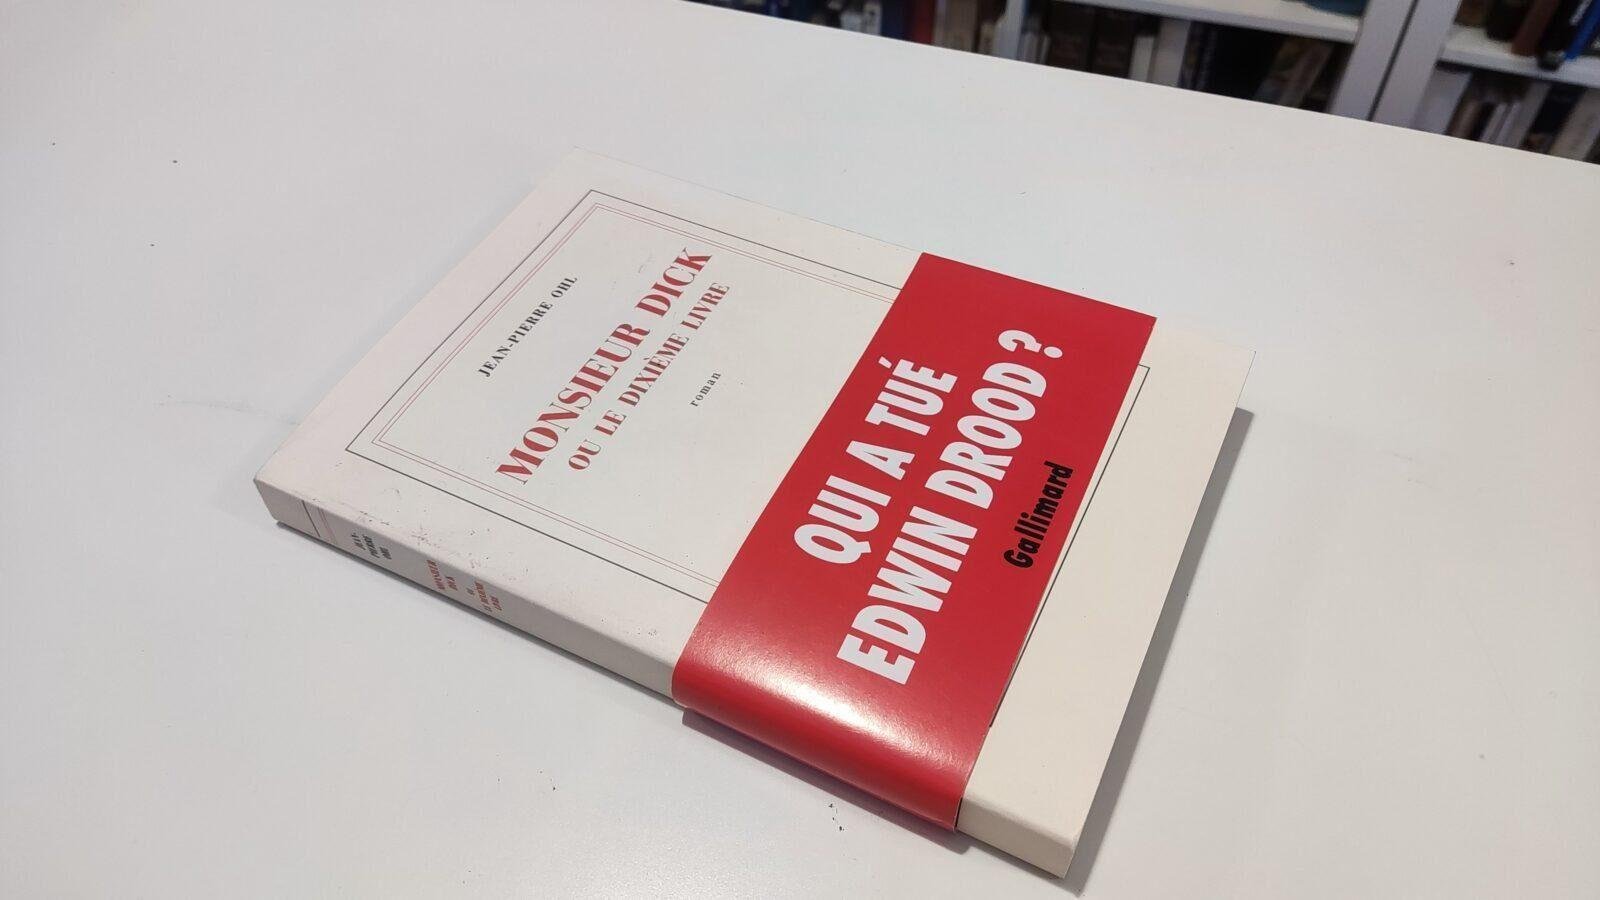 JEAN-PIERRE OHL
MONSIEUR DICK
OU LE DIXIÈME LIVRE
roman
QUI A TUÉ
EDWIN DROOD ?
Gallimard
JEAN-
PIERRE
OHL
MONSIEUR
DICK
OU
LE DIXIÈME
LIVRE